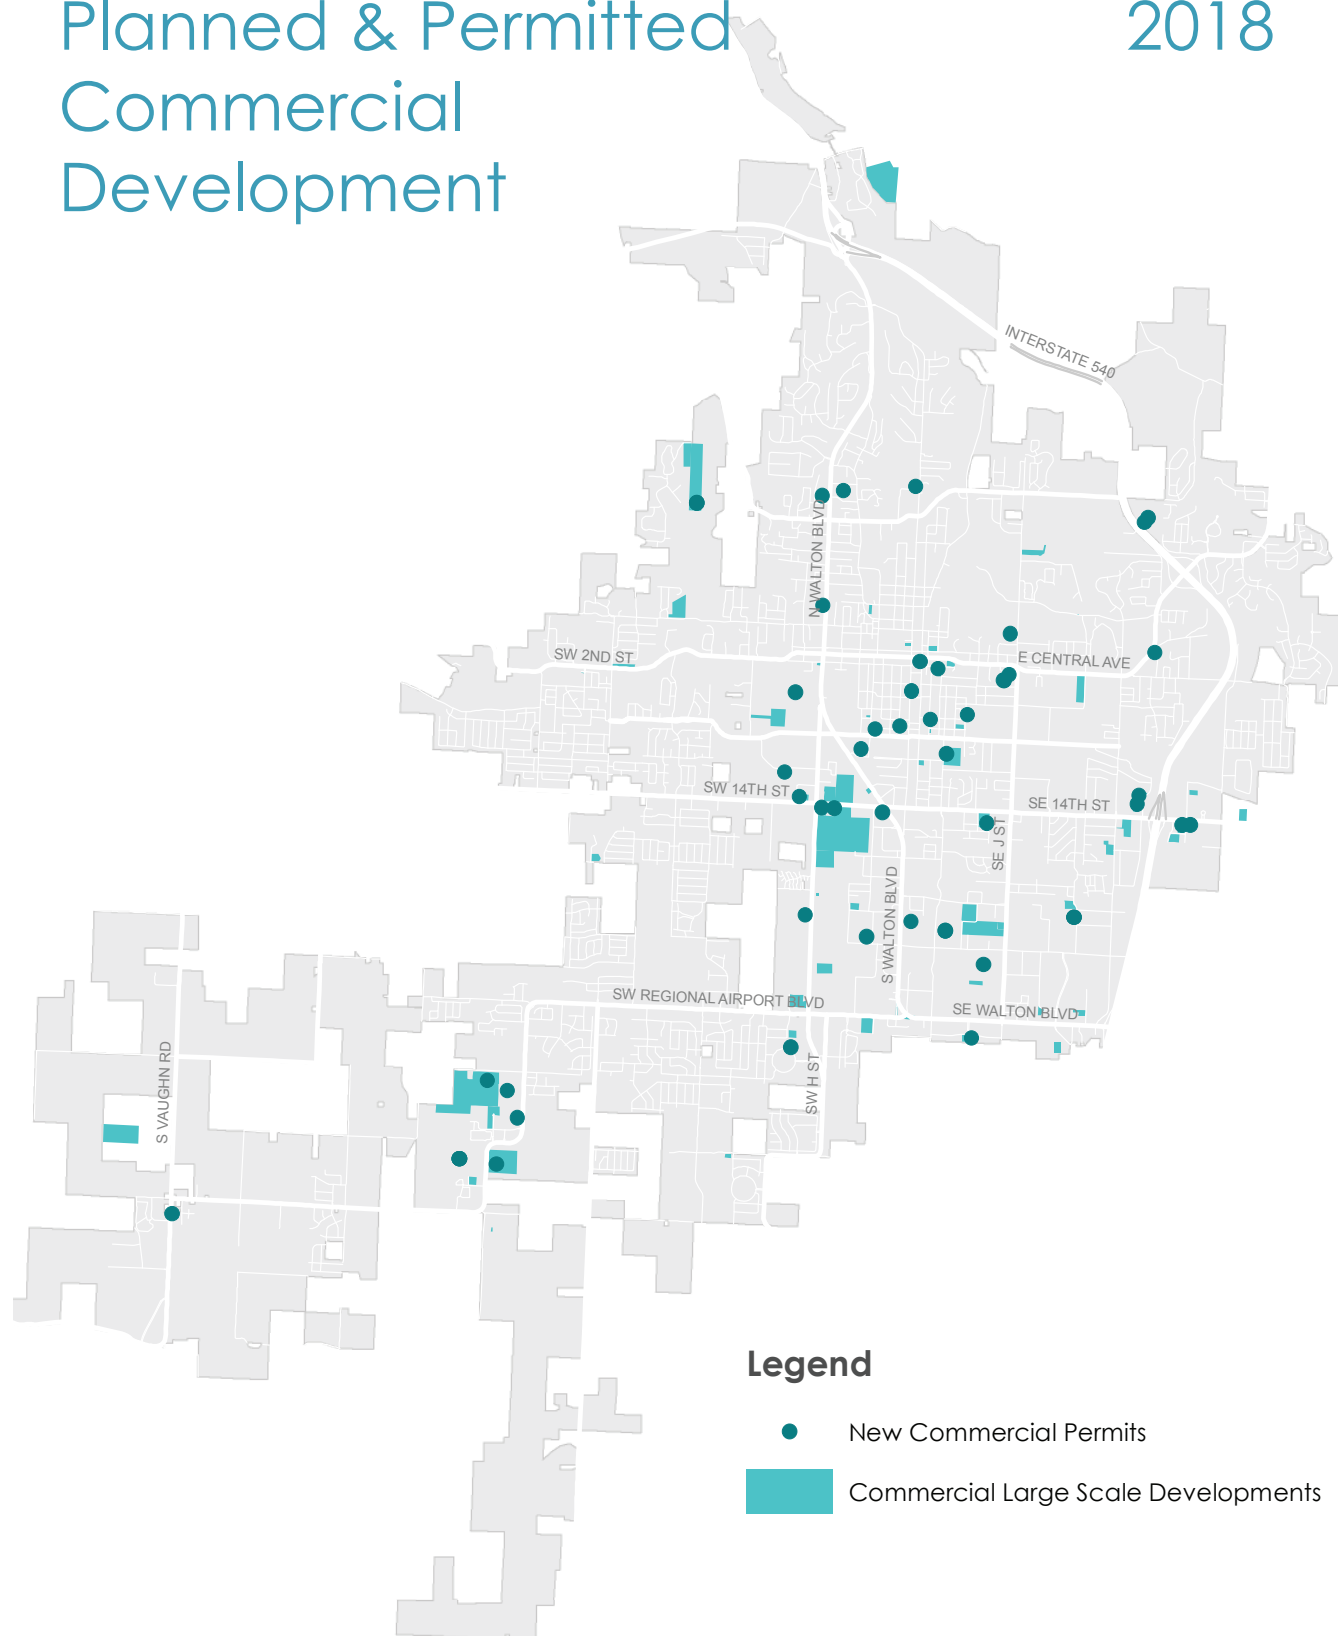 Planned & Permitted
Commercial
Development
2018
INTERSTATE 540
N WALTON BLVD
SW 2ND ST
E CENTRAL AVE
SW 14TH ST
SE 14TH ST
SE J ST
S WALTON BLVD
SW REGIONAL AIRPORT BLVD
SE WALTON BLVD
S VAUGHN RD
SW H ST
Legend
New Commercial Permits
Commercial Large Scale Developments